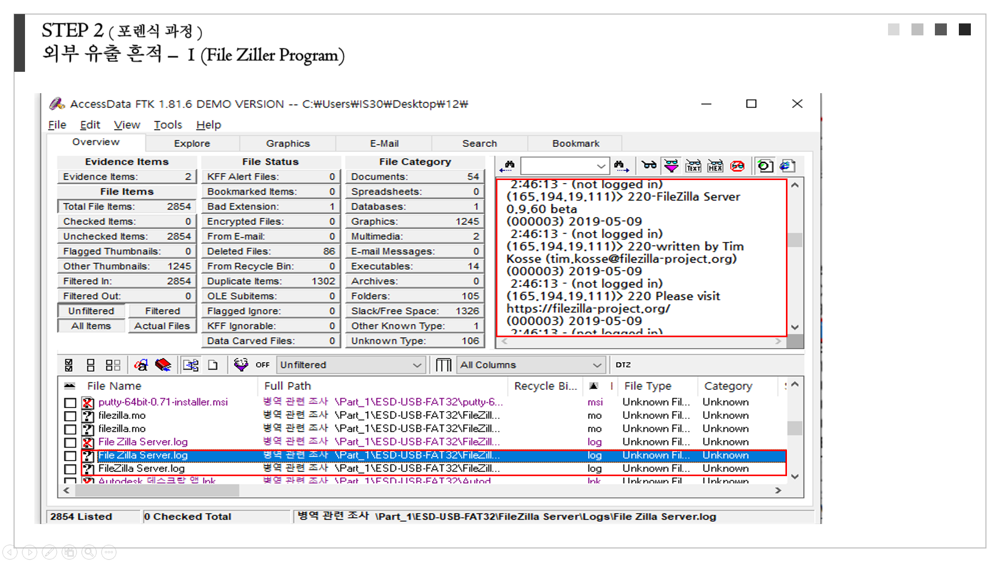 STEP 2 ( 포렌식 과정 )
외부 유출 흔적 – I (File Ziller Program)
AccessData FTK 1.81.6 DEMO VERSION -- C:₩Users₩IS30₩Desktop₩12₩
File Edit View Tools Help
Overview Explore Graphics E-Mail Search Bookmark
Evidence Items File Status File Category
Evidence Items: 2 KFF Alert Files: 0 Documents: 54
File Items Bookmarked Items: 0 Spreadsheets: 0
Total File Items: 2854 Bad Extension: 1 Databases: 1
Checked Items: 0 Encrypted Files: 0 Graphics: 1245
Unchecked Items: 2854 From E-mail: 0 Multimedia: 2
Flagged Thumbnails: 0 Deleted Files: 86 E-mail Messages: 0
Other Thumbnails: 1245 From Recycle Bin: 0 Executables: 14
Filtered In: 2854 Duplicate Items: 1302 Archives: 0
Filtered Out: 0 OLE Subitems: 0 Folders: 105
Unfiltered Filtered Flagged Ignore: 0 Slack/Free Space: 1326
All Items Actual Files KFF Ignorable: 0 Other Known Type: 1
Data Carved Files: 0 Unknown Type: 106
TEXT HEX
2:46:13 - (not logged in)
(165.194.19.111)> 220-FileZilla Server
0.9.60 beta
(000003) 2019-05-09
2:46:13 - (not logged in)
(165.194.19.111)> 220-written by Tim
Kosse (tim.kosse@filezilla-project.org)
(000003) 2019-05-09
2:46:13 - (not logged in)
(165.194.19.111)> 220 Please visit
https://filezilla-project.org/
(000003) 2019-05-09
2:46:13 - (not logged in)
OFF Unfiltered All Columns DTZ
File Name Full Path Recycle Bi... File Type Category
putty-64bit-0.71-installer.msi 병역 관련 조사 \Part_1\ESD-USB-FAT32\putty-6... msi Unknown Fil... Unknown
filezilla.mo 병역 관련 조사 \Part_1\ESD-USB-FAT32\FileZill... mo Unknown Fil... Unknown
filezilla.mo 병역 관련 조사 \Part_1\ESD-USB-FAT32\FileZill... mo Unknown Fil... Unknown
File Zilla Server.log 병역 관련 조사 \Part_1\ESD-USB-FAT32\FileZill... log Unknown Fil... Unknown
File Zilla Server.log 병역 관련 조사 \Part_1\ESD-USB-FAT32\FileZill... log Unknown Fil... Unknown
FileZilla Server.log 병역 관련 조사 \Part_1\ESD-USB-FAT32\FileZill... log Unknown Fil... Unknown
Autodesk 데스크탑 앱.lnk 병역 관련 조사 \Part_1\ESD-USB-FAT32\Autod... lnk Unknown Fil... Unknown
2854 Listed 0 Checked Total 병역 관련 조사 \Part_1\ESD-USB-FAT32\FileZilla Server\Logs\File Zilla Server.log